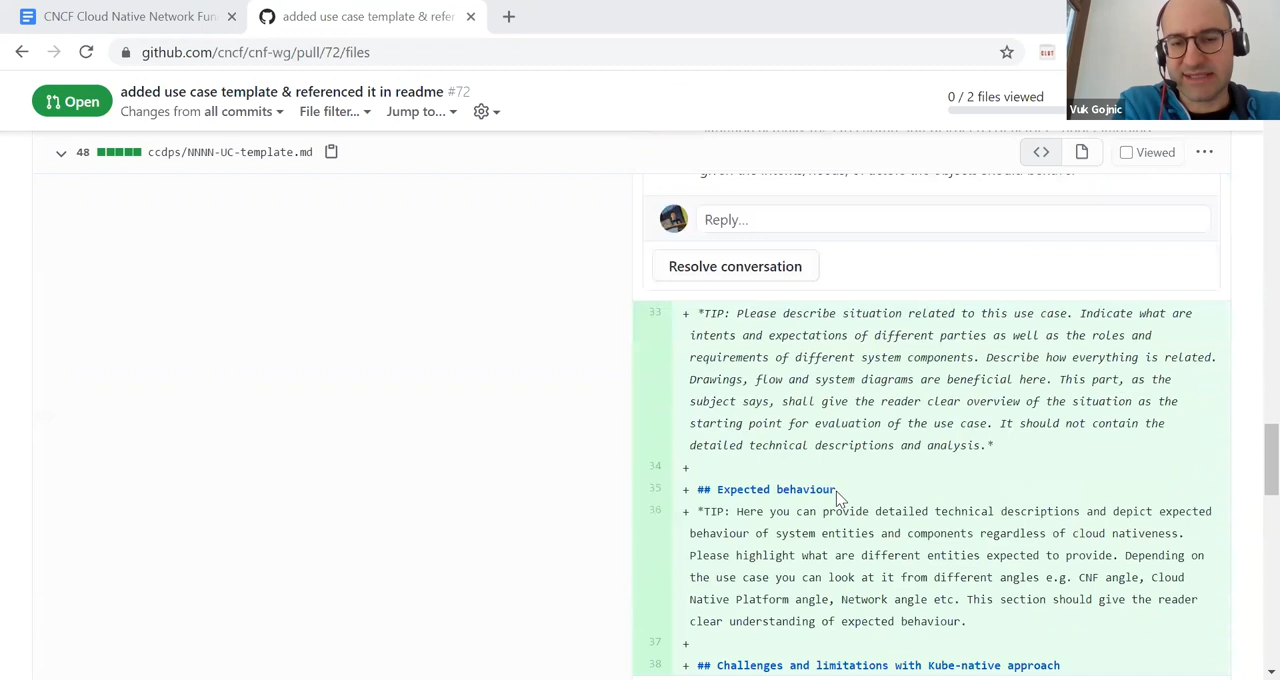 CNCF Cloud Native Network Fun
added use case template & refer
github.com/cncf/cnf-wg/pull/72/files
CLUT
Open
added use case template & referenced it in readme #72
Changes from all commits
File filter...
Jump to...
0 / 2 files viewed
Vuk Gojnic
48
ccdps/NNNN-UC-template.md
Viewed
Reply...
Resolve conversation
33 + *TIP: Please describe situation related to this use case. Indicate what are
intents and expectations of different parties as well as the roles and
requirements of different system components. Describe how everything is related.
Drawings, flow and system diagrams are beneficial here. This part, as the
subject says, shall give the reader clear overview of the situation as the
starting point for evaluation of the use case. It should not contain the
detailed technical descriptions and analysis.*
34 +
35 + ## Expected behaviour
36 + *TIP: Here you can provide detailed technical descriptions and depict expected
behaviour of system entities and components regardless of cloud nativeness.
Please highlight what are different entities expected to provide. Depending on
the use case you can look at it from different angles e.g. CNF angle, Cloud
Native Platform angle, Network angle etc. This section should give the reader
clear understanding of expected behaviour.
37 +
38 + ## Challenges and limitations with Kube-native approach